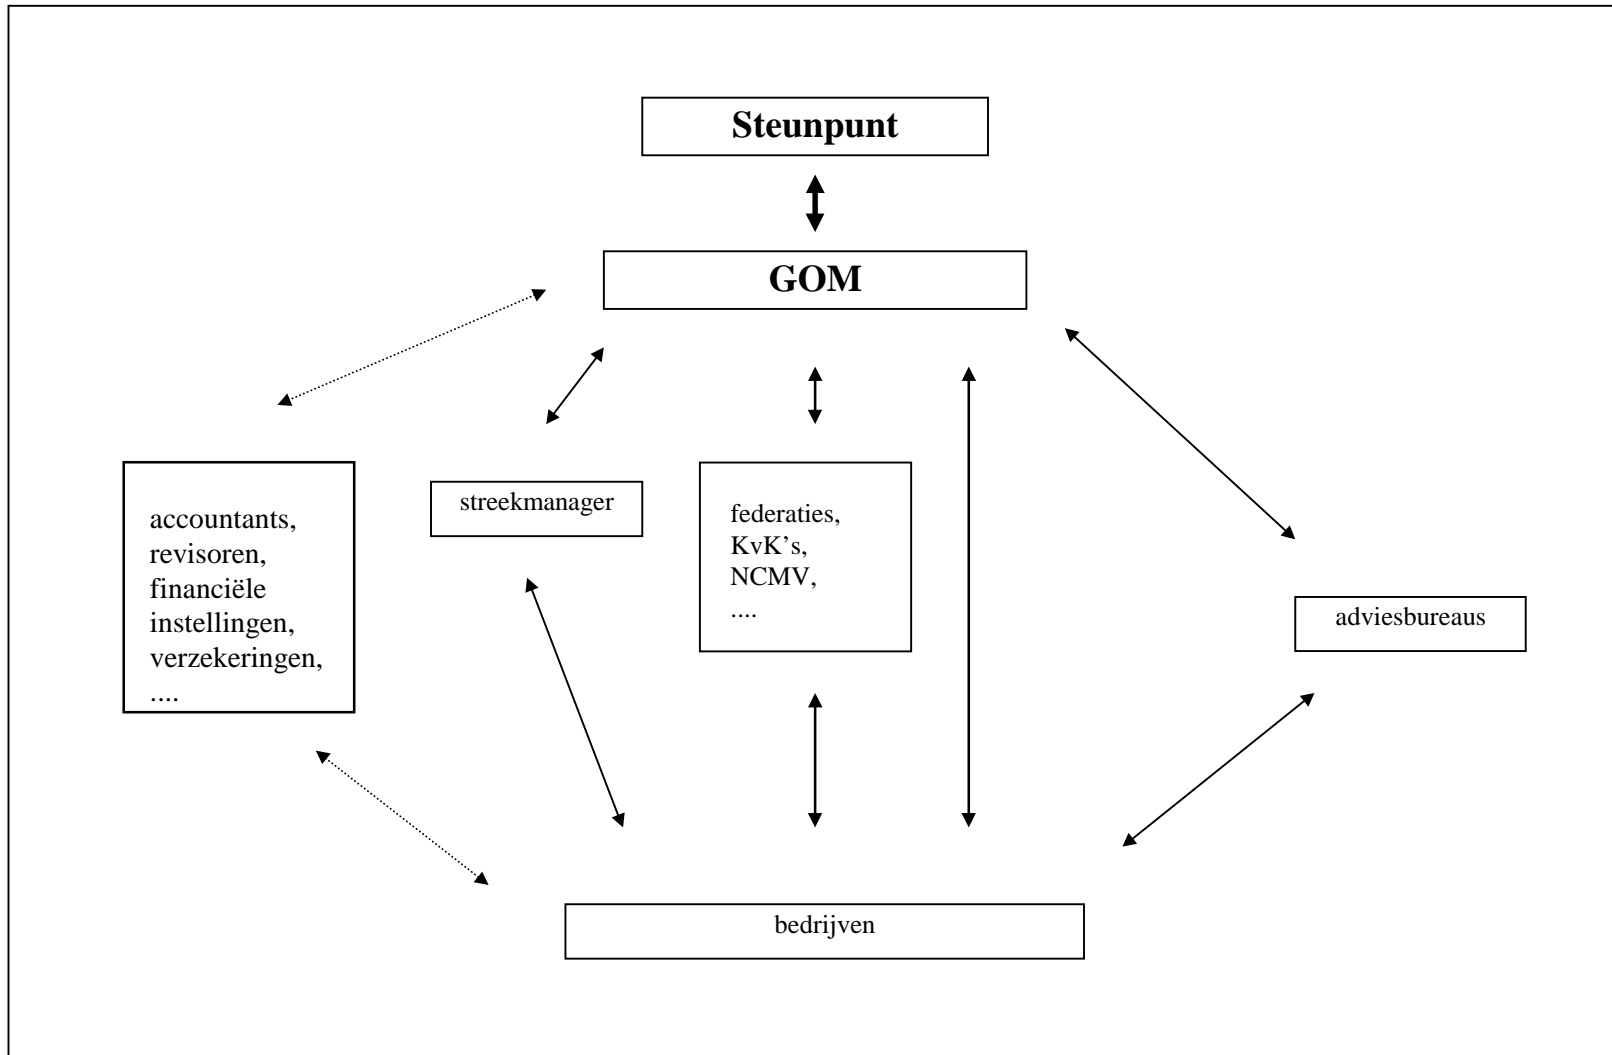 Steunpunt
GOM
accountants,
revisoren,
financiële
instellingen,
verzekeringen,
....
streekmanager
federaties,
KvK’s,
NCMV,
....
adviesbureaus
bedrijven